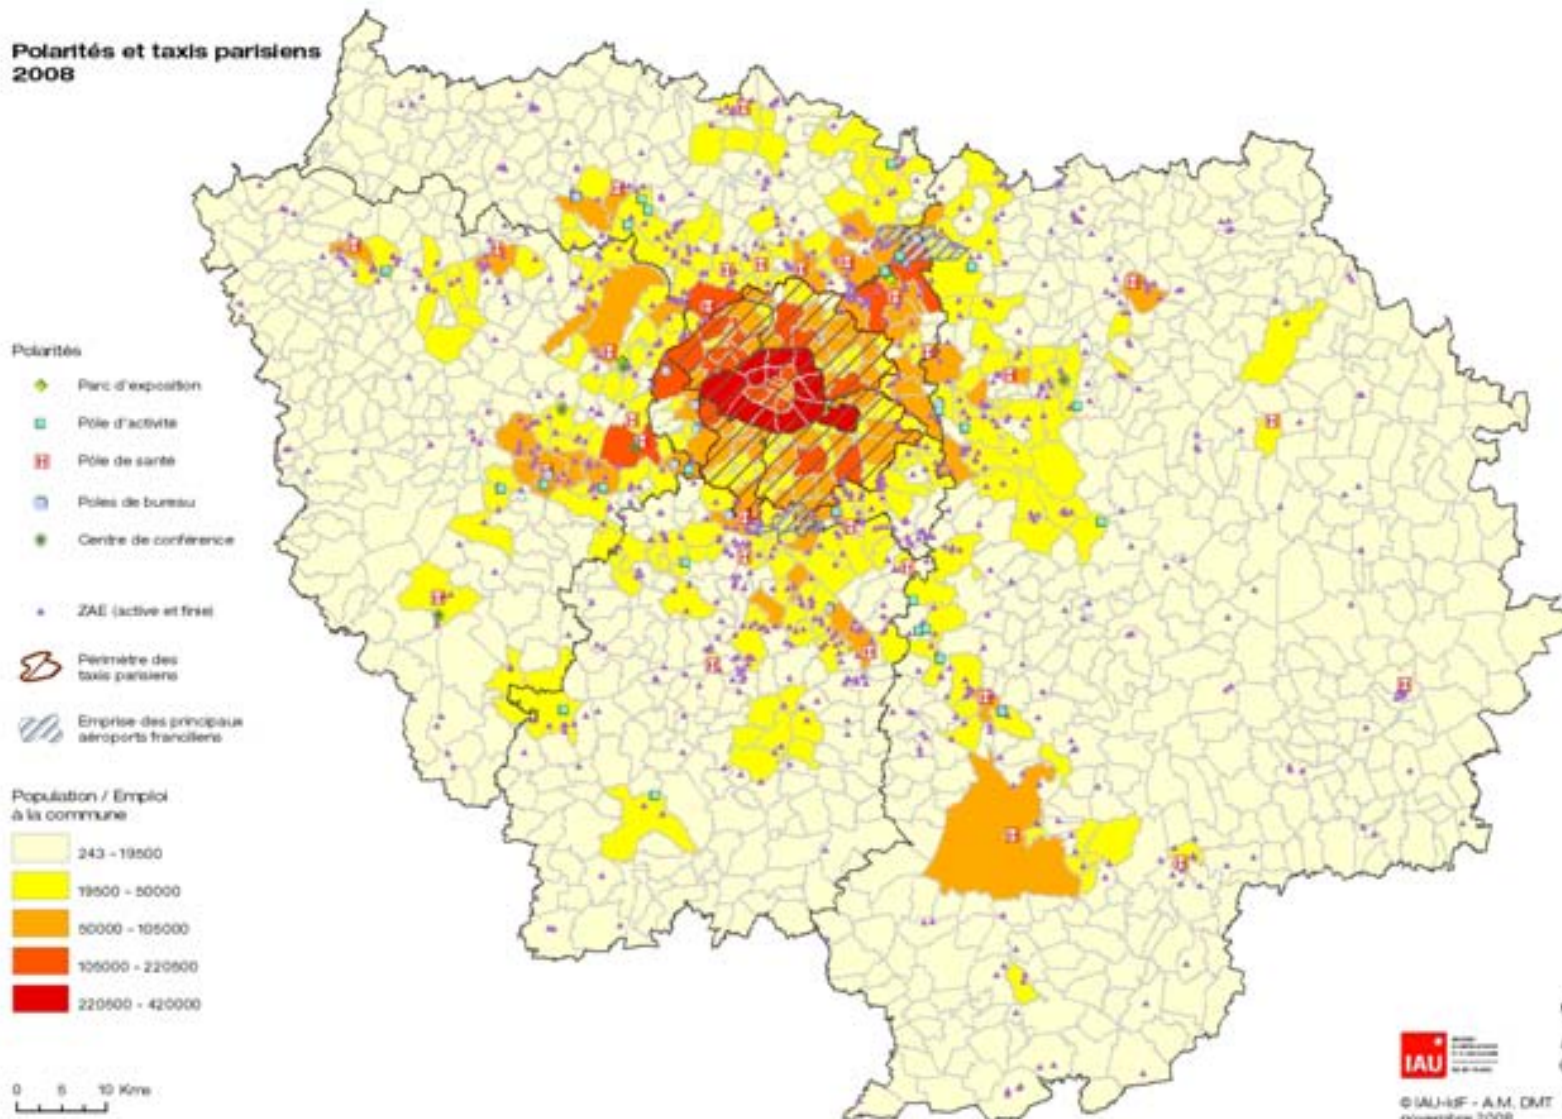 Polarités et taxis parisiens
2008
Polarités
Parc d'exposition
Pôle d'activité
Pôle de santé
Poles de bureau
Centre de conférence
ZAE (active et finie)
Périmètre des
taxis parisiens
Emprise des principaux
aéroports franciliens
Population / Emploi
à la commune
243 - 19500
19500 - 50000
50000 - 105000
105000 - 220500
220500 - 420000
0 5 10 Kms
IAU
© IAU-îdF - A.M. DMT
novembre 2008